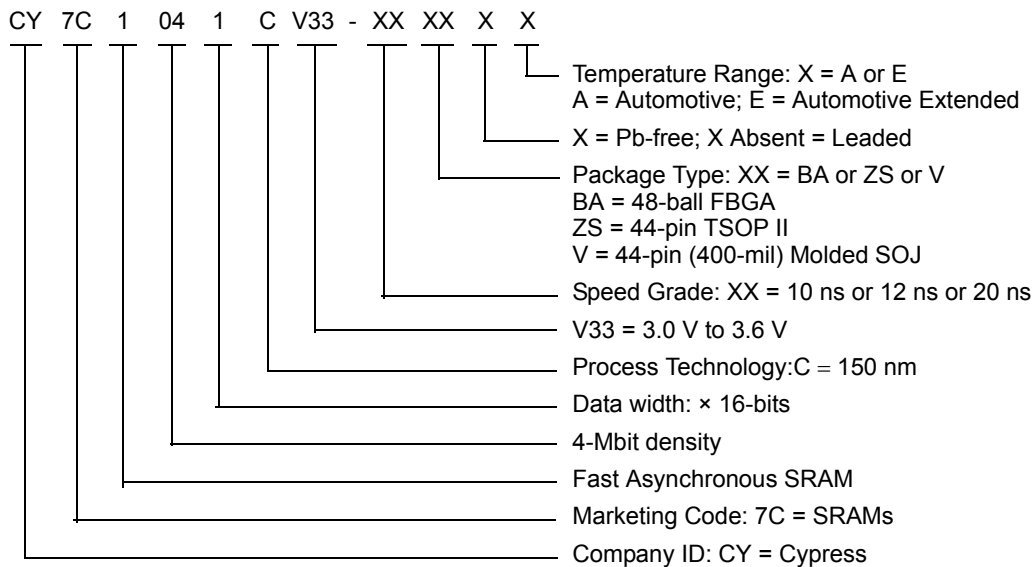 CY 7C 1 04 1 C V33 - XX XX X X
Temperature Range: X = A or E
A = Automotive; E = Automotive Extended
X = Pb-free; X Absent = Leaded
Package Type: XX = BA or ZS or V
BA = 48-ball FBGA
ZS = 44-pin TSOP II
V = 44-pin (400-mil) Molded SOJ
Speed Grade: XX = 10 ns or 12 ns or 20 ns
V33 = 3.0 V to 3.6 V
Process Technology:C = 150 nm
Data width: × 16-bits
4-Mbit density
Fast Asynchronous SRAM
Marketing Code: 7C = SRAMs
Company ID: CY = Cypress